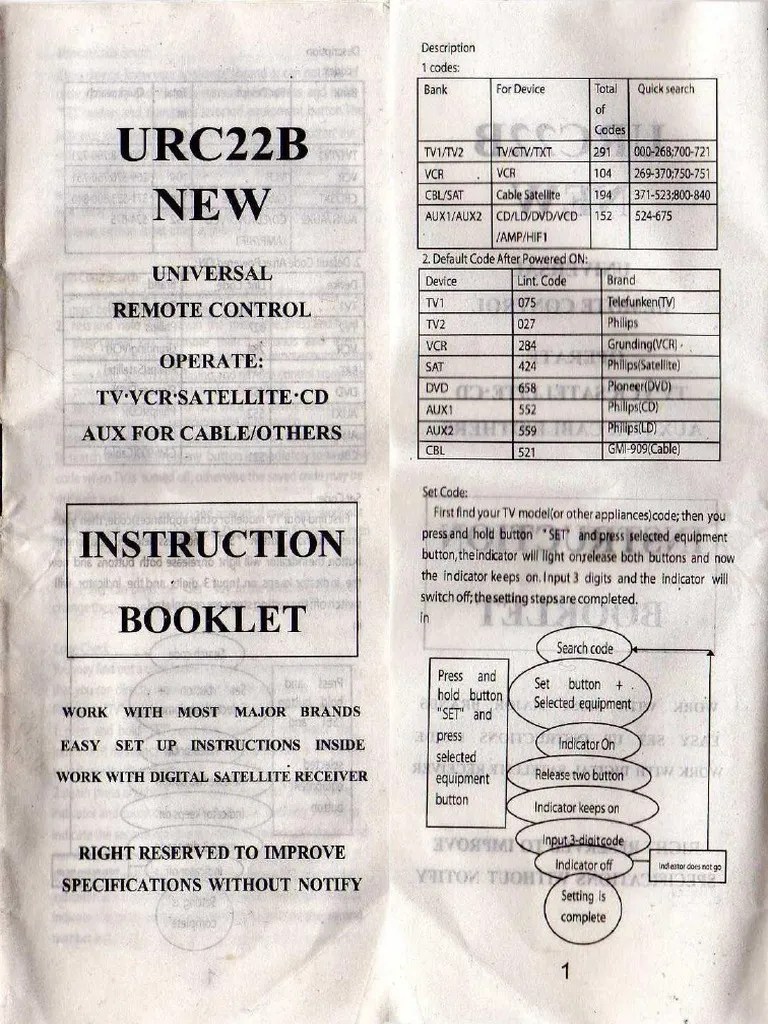 URC22B
NEW
UNIVERSAL
REMOTE CONTROL
OPERATE:
TV·VCR·SATELLITE·CD
AUX FOR CABLE/OTHERS
INSTRUCTION
BOOKLET
WORK WITH MOST MAJOR BRANDS
EASY SET UP INSTRUCTIONS INSIDE
WORK WITH DIGITAL SATELLITE RECEIVER
RIGHT RESERVED TO IMPROVE
SPECIFICATIONS WITHOUT NOTIFY
Description
1 codes:
Bank For Device Total of Codes Quick search
TV1/TV2 TV/CTV/TXT 291 000-268;700-721
VCR VCR 104 269-370;750-751
CBL/SAT Cable Satellite 194 371-523;800-840
AUX1/AUX2 CD/LD/DVD/VCD 152 524-675
/AMP/HIF1
2. Default Code After Powered ON:
Device Lint. Code Brand
TV1 075 Telefunken(TV)
TV2 027 Philips
VCR 284 Grunding(VCR)
SAT 424 Philips(Satellite)
DVD 658 Pioneer(DVD)
AUX1 552 Philips(CD)
AUX2 559 Philips(LD)
CBL 521 GMI-909(Cable)
Set Code:
First find your TV model(or other appliances)code; then you
press and hold button "SET" and press selected equipment
button,the indicator will light on.release both buttons and now
the indicator keeps on. Input 3 digits and the indicator will
switch off; the setting steps are completed.
in
Search code
Press and
hold button
"SET" and
press
selected
equipment
button
Set button +
Selected equipment
Indicator On
Release two button
Indicator keeps on
Input 3-digitcode
Indicator off
Indicator does not go
Setting is
complete
1